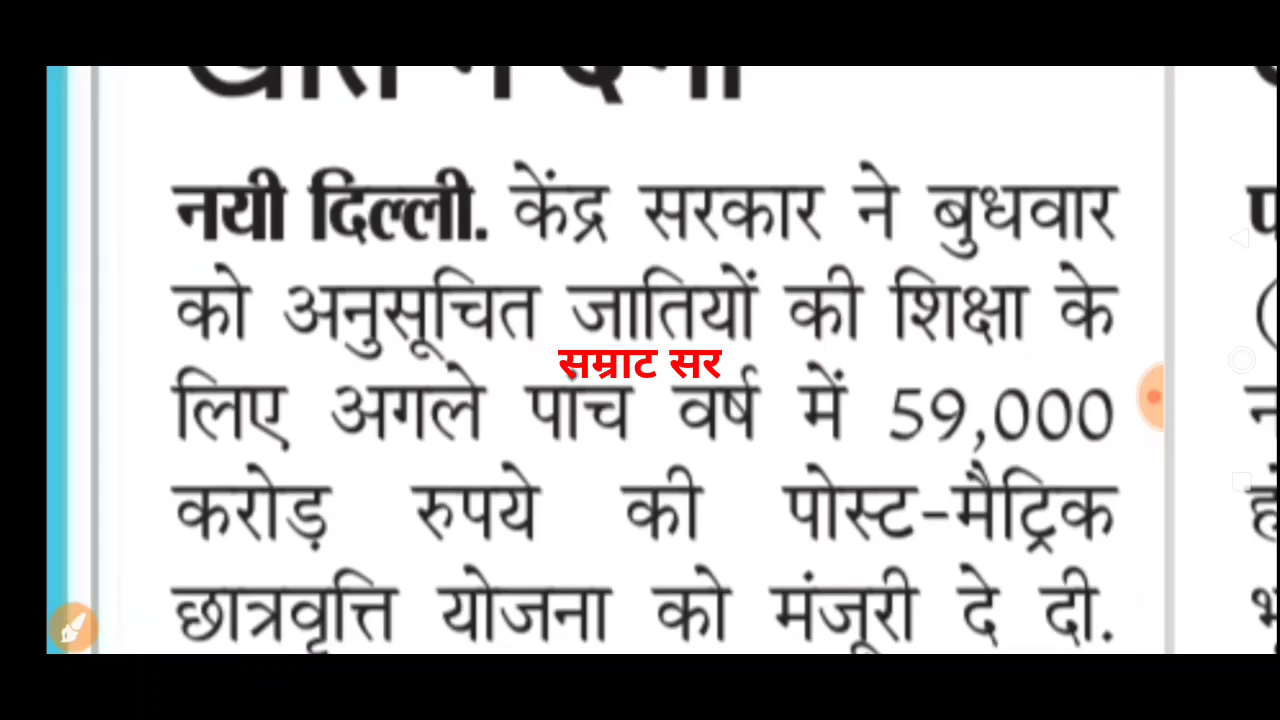 नयी दिल्ली. केंद्र सरकार ने बुधवार
को अनुसूचित जातियों की शिक्षा के
सम्राट सर
लिए अगले पांच वर्ष में 59,000
करोड़ रुपये की पोस्ट-मैट्रिक
छात्रवृत्ति योजना को मंजूरी दे दी.